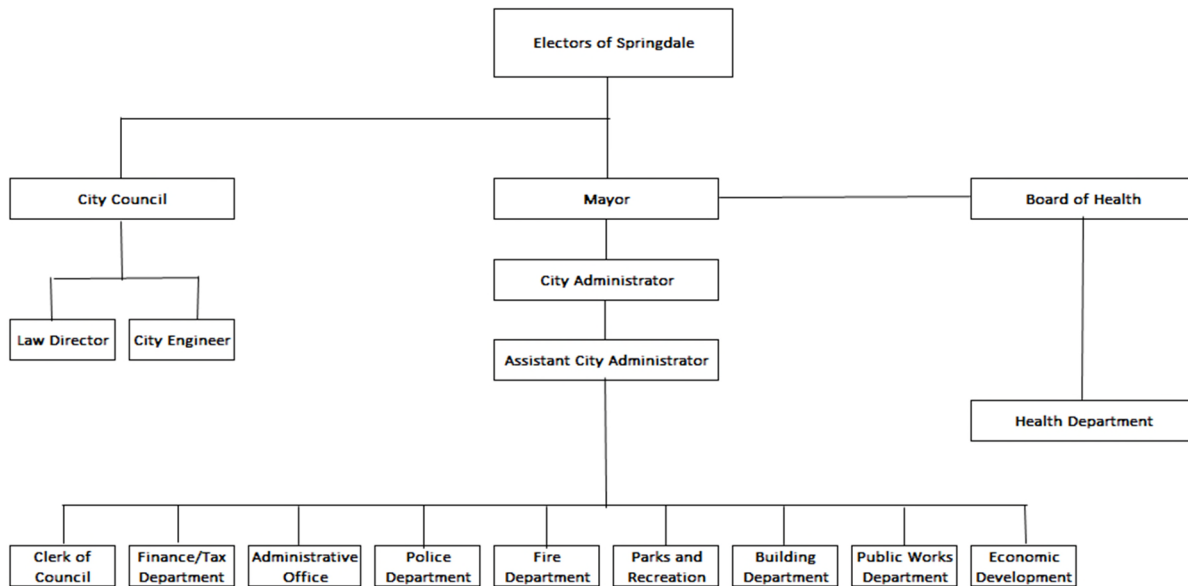 Electors of Springdale
City Council
Mayor
Board of Health
City Administrator
Law Director
City Engineer
Assistant City Administrator
Health Department
Clerk of
Council
Finance/Tax
Department
Administrative
Office
Police
Department
Fire
Department
Parks and
Recreation
Building
Department
Public Works
Department
Economic
Development